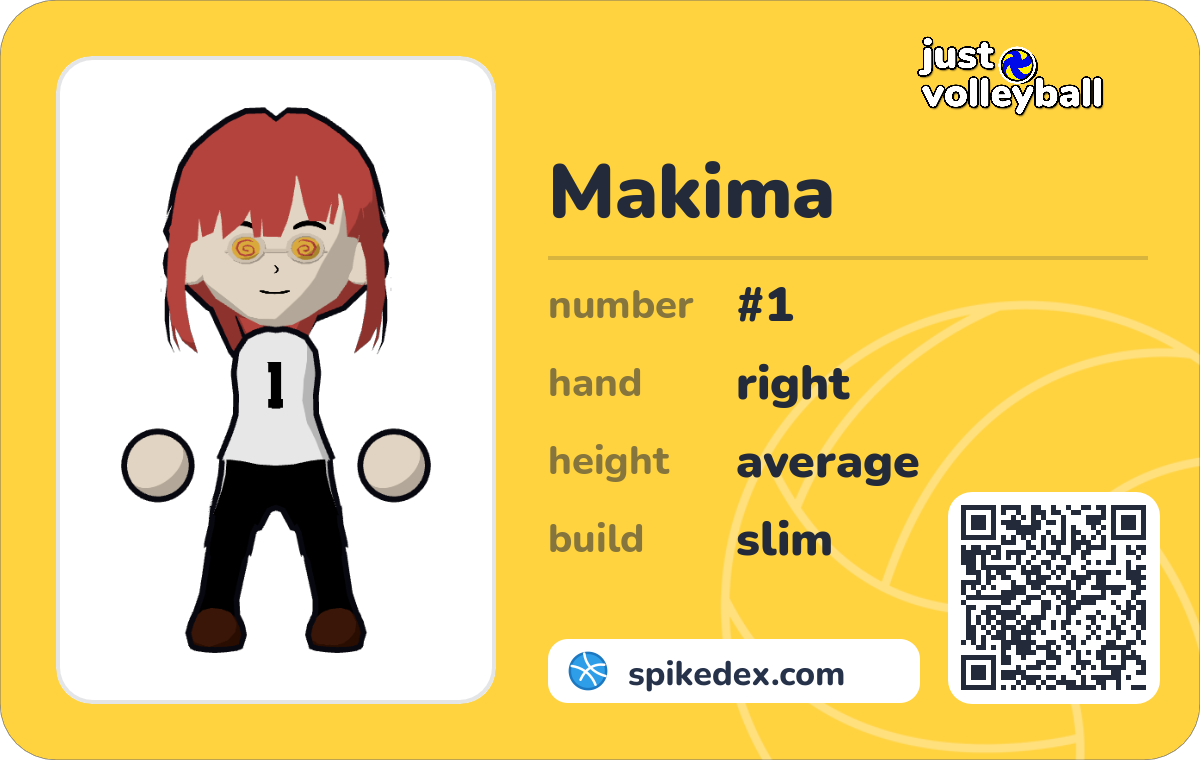 just
volleyball
Makima
number #1
hand right
height average
build slim
1
spikedex.com